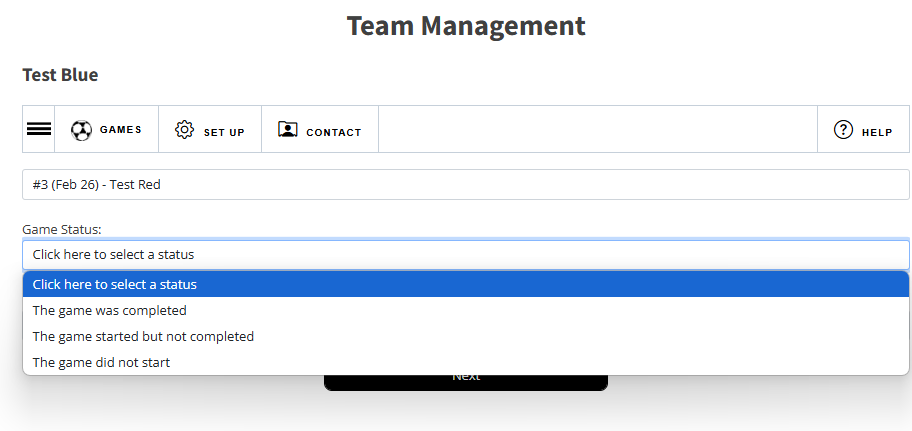 Team Management
Test Blue
GAMES SET UP CONTACT HELP
#3 (Feb 26) - Test Red
Game Status:
Click here to select a status
Click here to select a status
The game was completed
The game started but not completed
The game did not start
Next